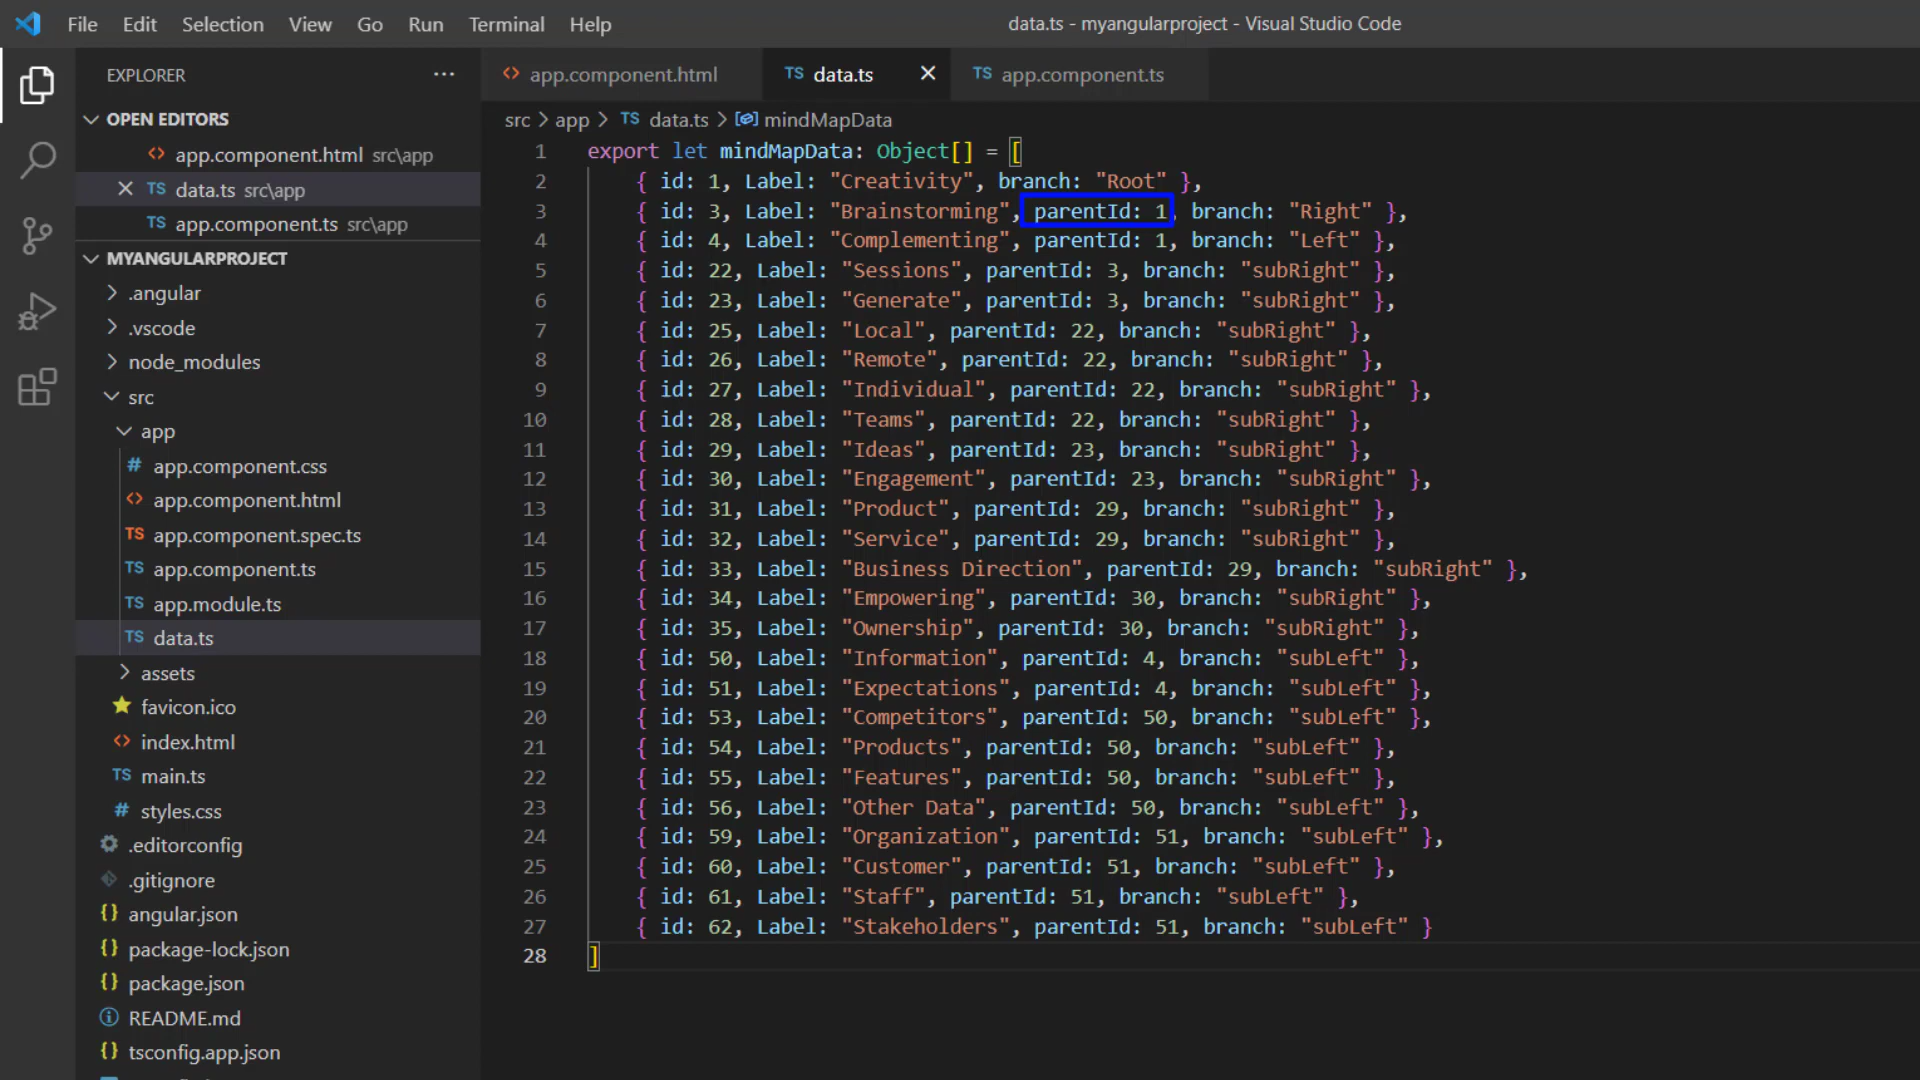 File Edit Selection View Go Run Terminal Help
data.ts - myangularproject - Visual Studio Code
EXPLORER
OPEN EDITORS
app.component.html src\app
data.ts src\app
app.component.ts src\app
MYANGULARPROJECT
.angular
.vscode
node_modules
src
app
app.component.css
app.component.html
app.component.spec.ts
app.component.ts
app.module.ts
data.ts
assets
favicon.ico
index.html
main.ts
styles.css
.editorconfig
.gitignore
angular.json
package-lock.json
package.json
README.md
tsconfig.app.json
app.component.html TS data.ts TS app.component.ts
src > app > TS data.ts > mindMapData
1 export let mindMapData: Object[] = [
2 { id: 1, Label: "Creativity", branch: "Root" },
3 { id: 3, Label: "Brainstorming", parentId: 1, branch: "Right" },
4 { id: 4, Label: "Complementing", parentId: 1, branch: "Left" },
5 { id: 22, Label: "Sessions", parentId: 3, branch: "subRight" },
6 { id: 23, Label: "Generate", parentId: 3, branch: "subRight" },
7 { id: 25, Label: "Local", parentId: 22, branch: "subRight" },
8 { id: 26, Label: "Remote", parentId: 22, branch: "subRight" },
9 { id: 27, Label: "Individual", parentId: 22, branch: "subRight" },
10 { id: 28, Label: "Teams", parentId: 22, branch: "subRight" },
11 { id: 29, Label: "Ideas", parentId: 23, branch: "subRight" },
12 { id: 30, Label: "Engagement", parentId: 23, branch: "subRight" },
13 { id: 31, Label: "Product", parentId: 29, branch: "subRight" },
14 { id: 32, Label: "Service", parentId: 29, branch: "subRight" },
15 { id: 33, Label: "Business Direction", parentId: 29, branch: "subRight" },
16 { id: 34, Label: "Empowering", parentId: 30, branch: "subRight" },
17 { id: 35, Label: "Ownership", parentId: 30, branch: "subRight" },
18 { id: 50, Label: "Information", parentId: 4, branch: "subLeft" },
19 { id: 51, Label: "Expectations", parentId: 4, branch: "subLeft" },
20 { id: 53, Label: "Competitors", parentId: 50, branch: "subLeft" },
21 { id: 54, Label: "Products", parentId: 50, branch: "subLeft" },
22 { id: 55, Label: "Features", parentId: 50, branch: "subLeft" },
23 { id: 56, Label: "Other Data", parentId: 50, branch: "subLeft" },
24 { id: 59, Label: "Organization", parentId: 51, branch: "subLeft" },
25 { id: 60, Label: "Customer", parentId: 51, branch: "subLeft" },
26 { id: 61, Label: "Staff", parentId: 51, branch: "subLeft" },
27 { id: 62, Label: "Stakeholders", parentId: 51, branch: "subLeft" }
28 ]